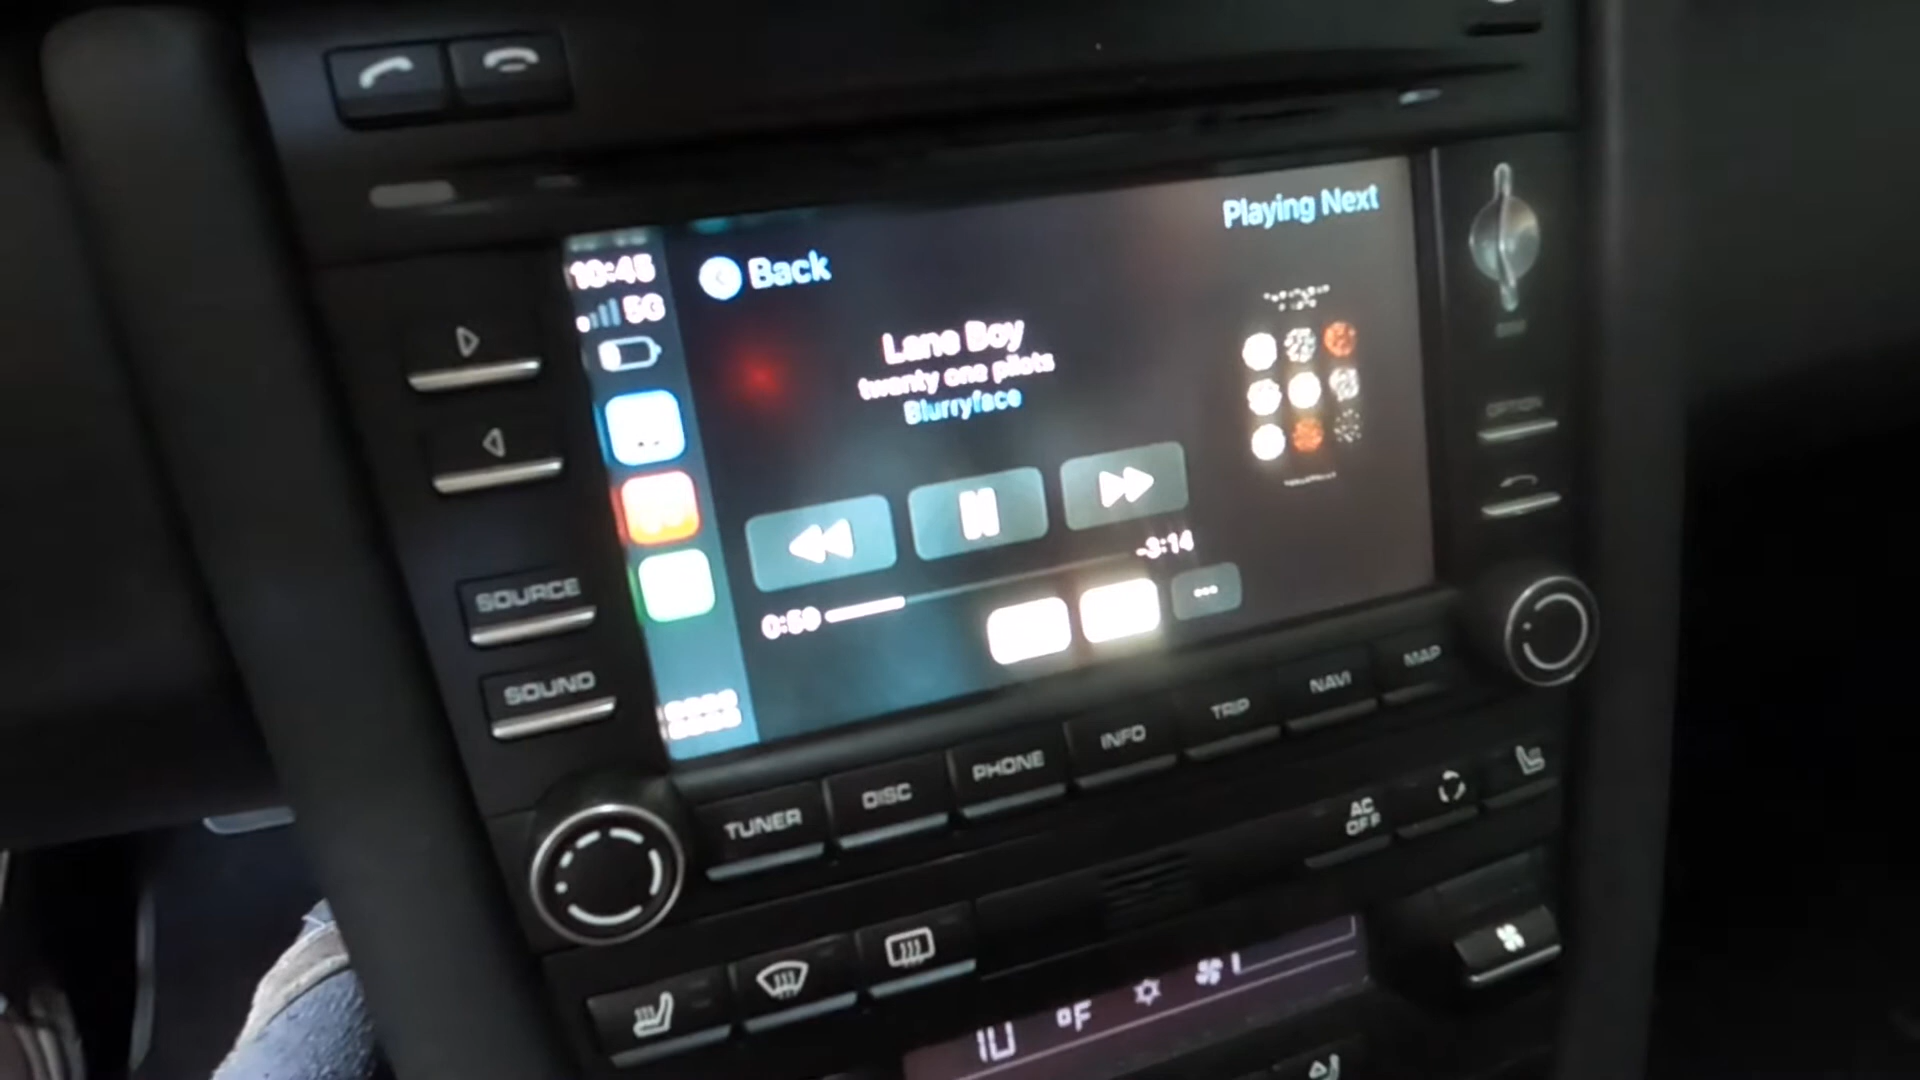 Playing Next
10:45
Back
5G
Lane Boy
twenty one pilots
Blurryface
OPTION
-3:14
0:59
SOURCE
SOUND
MAP
NAVI
TRIP
INFO
PHONE
DISC
TUNER
AC
OFF
°F